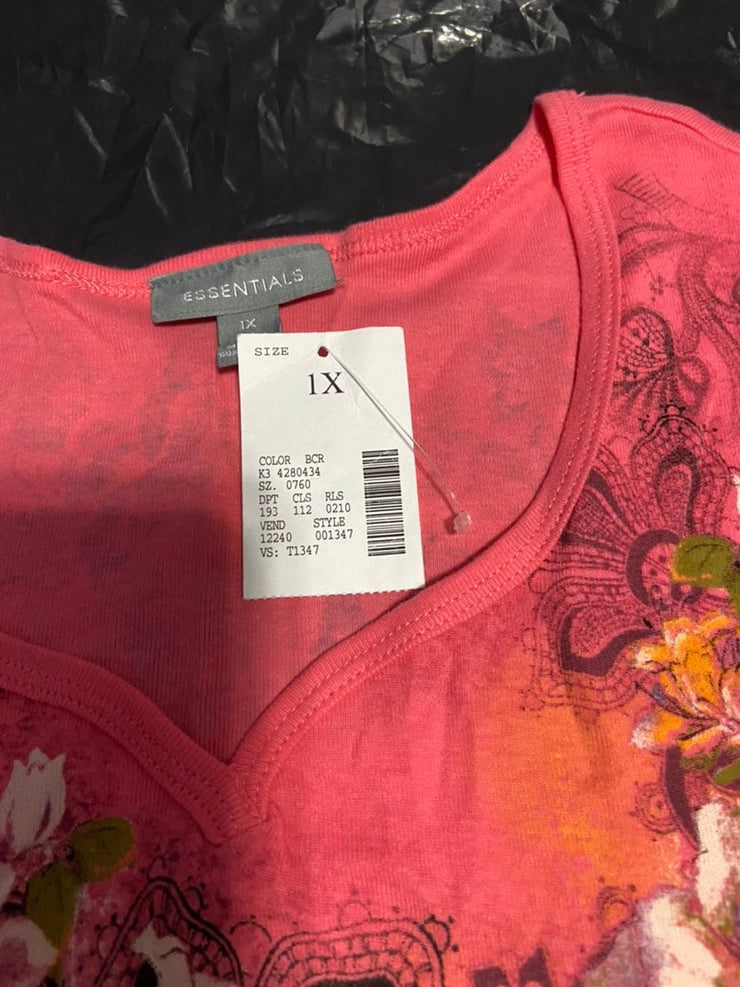 ESSENTIALS
1X
SIZE
1X
COLOR BCR
K3 4280434
SZ. 0760
DPT CLS RLS
193 112 0210
VEND STYLE
12240 001347
VS: T1347